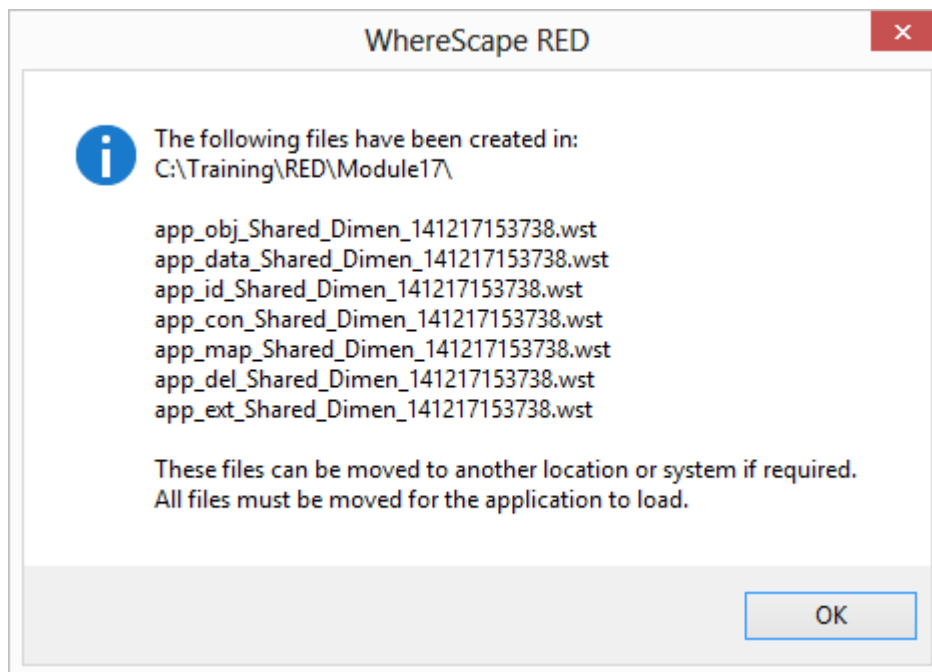 WhereScape RED
The following files have been created in:
C:\Training\RED\Module17\
app_obj_Shared_Dimen_141217153738.wst
app_data_Shared_Dimen_141217153738.wst
app_id_Shared_Dimen_141217153738.wst
app_con_Shared_Dimen_141217153738.wst
app_map_Shared_Dimen_141217153738.wst
app_del_Shared_Dimen_141217153738.wst
app_ext_Shared_Dimen_141217153738.wst
These files can be moved to another location or system if required.
All files must be moved for the application to load.
OK